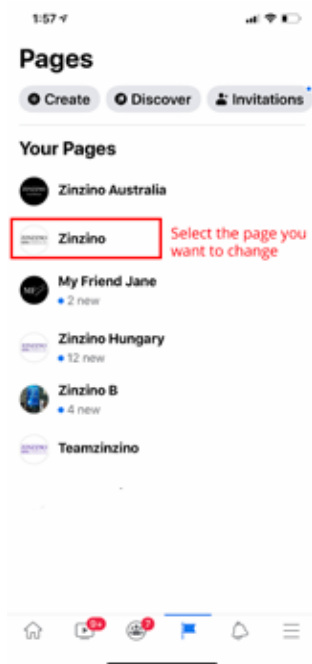 1:57
Pages
Create
Discover
Invitations
Your Pages
Zinzino Australia
Zinzino
Select the page you
want to change
My Friend Jane
2 new
Zinzino Hungary
12 new
Zinzino B
4 new
Teamzinzino
9+
7